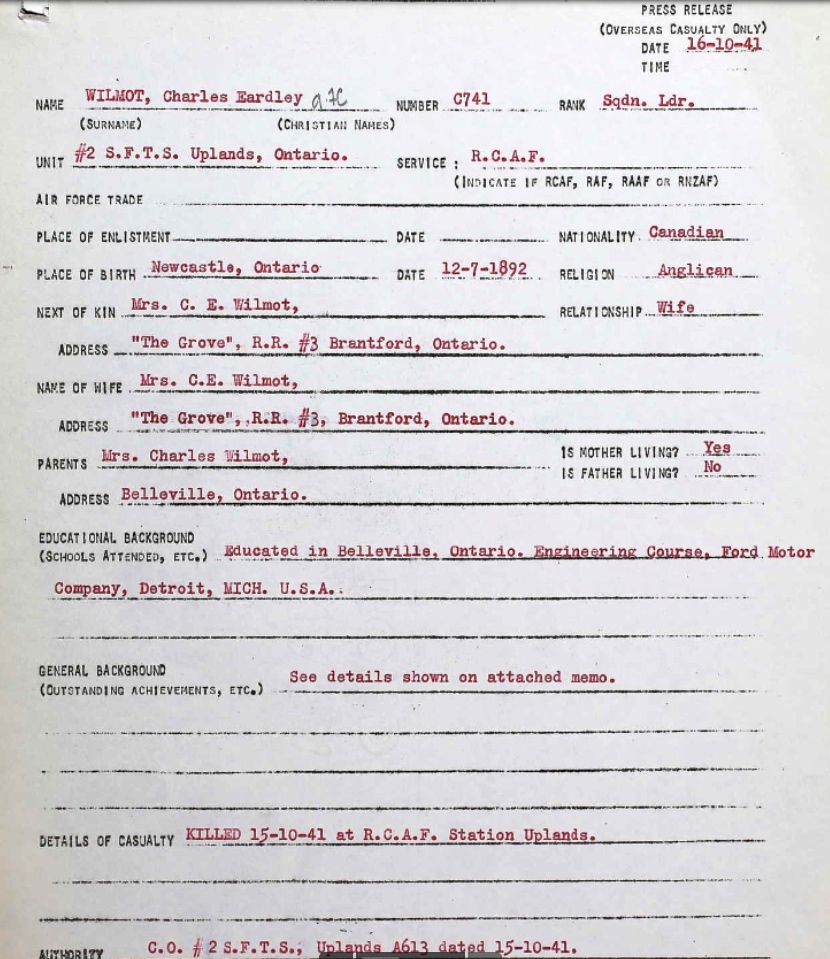 PRESS RELEASE
(OVERSEAS CASUALTY ONLY)
DATE 16-10-41
TIME
NAME WILMOT, Charles Eardley NUMBER C741 RANK Sqdn. Ldr.
(SURNAME) (CHRISTIAN NAMES)
UNIT #2 S.F.T.S. Uplands, Ontario. SERVICE : R.C.A.F.
(INDICATE IF RCAF, RAF, RAAF OR RNZAF)
AIR FORCE TRADE
PLACE OF ENLISTMENT DATE NATIONALITY Canadian
PLACE OF BIRTH Newcastle, Ontario DATE 12-7-1892 RELIGION Anglican
NEXT OF KIN Mrs. C. E. Wilmot, RELATIONSHIP Wife
ADDRESS "The Grove", R.R. #3 Brantford, Ontario.
NAME OF WIFE Mrs. C.E. Wilmot,
ADDRESS "The Grove", R.R. #3, Brantford, Ontario.
PARENTS Mrs. Charles Wilmot, IS MOTHER LIVING? Yes
IS FATHER LIVING? No
ADDRESS Belleville, Ontario.
EDUCATIONAL BACKGROUND
(SCHOOLS ATTENDED, ETC.) Educated in Belleville, Ontario. Engineering Course, Ford Motor
Company, Detroit, MICH. U.S.A.
GENERAL BACKGROUND
(OUTSTANDING ACHIEVEMENTS, ETC.) See details shown on attached memo.
DETAILS OF CASUALTY KILLED 15-10-41 at R.C.A.F. Station Uplands.
AUTHORITY C.O. #2 S.F.T.S., Uplands A613 dated 15-10-41.